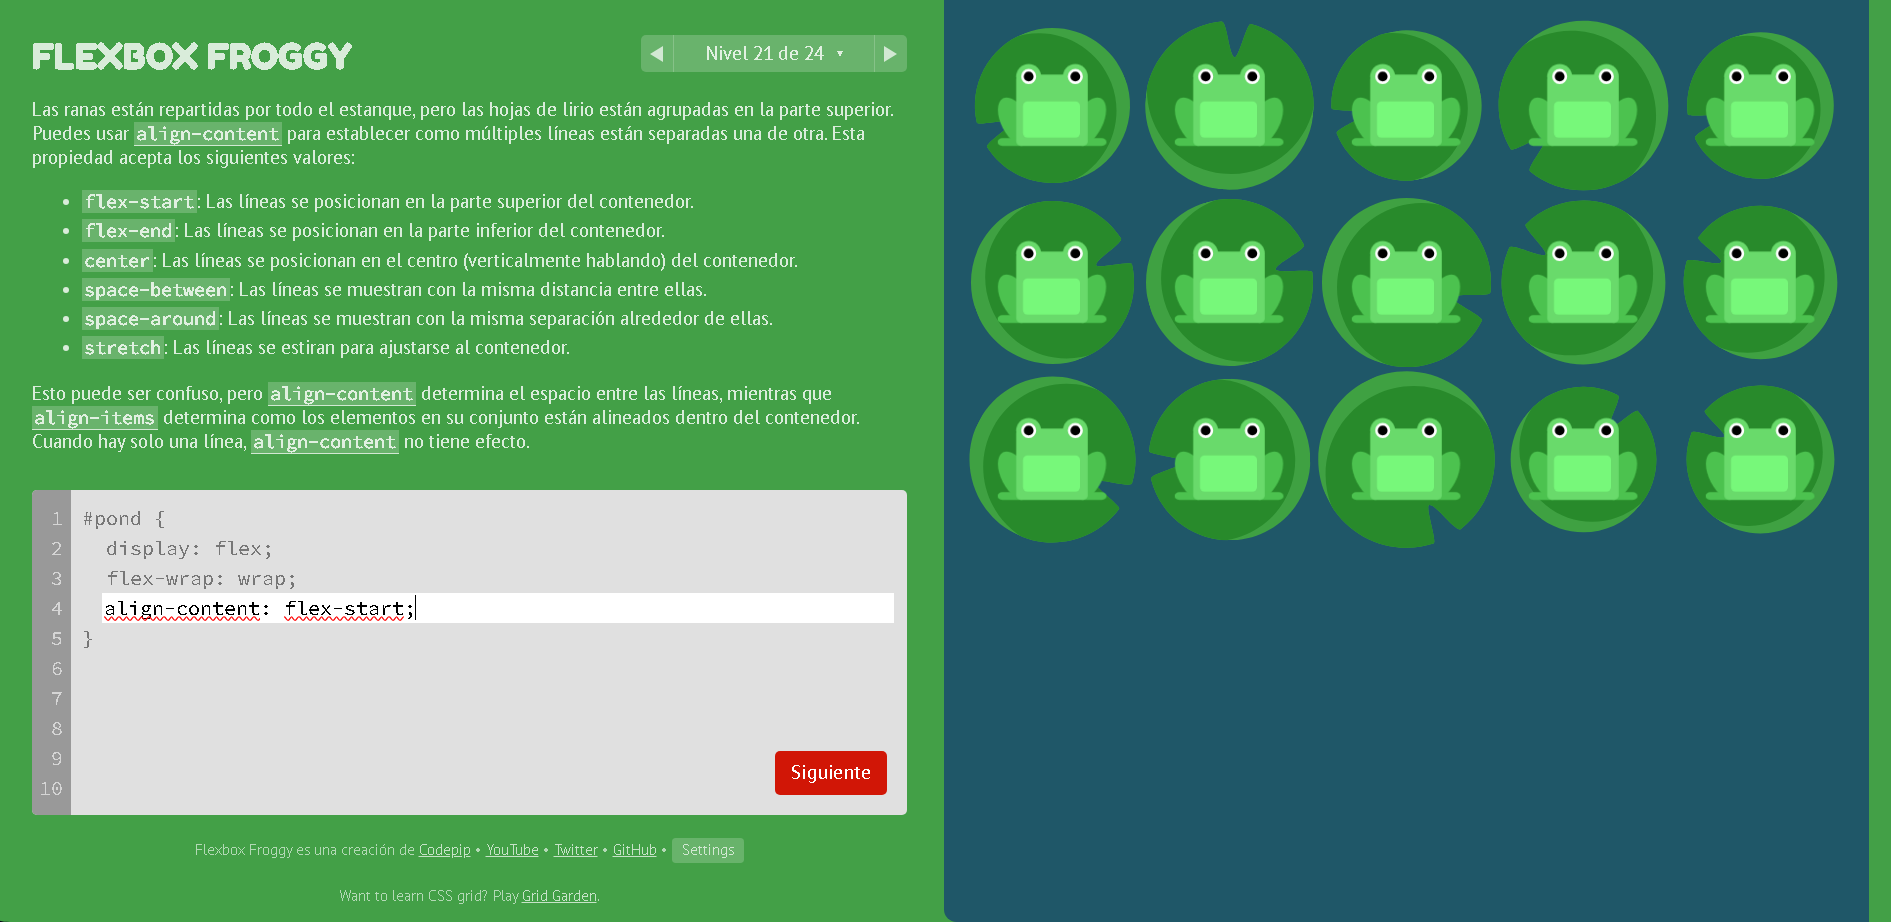 FLEXBOX FROGGY
◀ Nivel 21 de 24 ▾ ▶
Las ranas están repartidas por todo el estanque, pero las hojas de lirio están agrupadas en la parte superior.
Puedes usar align-content para establecer como múltiples líneas están separadas una de otra. Esta
propiedad acepta los siguientes valores:
• flex-start: Las líneas se posicionan en la parte superior del contenedor.
• flex-end: Las líneas se posicionan en la parte inferior del contenedor.
• center: Las líneas se posicionan en el centro (verticalmente hablando) del contenedor.
• space-between: Las líneas se muestran con la misma distancia entre ellas.
• space-around: Las líneas se muestran con la misma separación alrededor de ellas.
• stretch: Las líneas se estiran para ajustarse al contenedor.
Esto puede ser confuso, pero align-content determina el espacio entre las líneas, mientras que
align-items determina como los elementos en su conjunto están alineados dentro del contenedor.
Cuando hay solo una línea, align-content no tiene efecto.
1 #pond {
2 display: flex;
3 flex-wrap: wrap;
4 align-content: flex-start;
5 }
6
7
8
9
10
Siguiente
Flexbox Froggy es una creación de Codepip • YouTube • Twitter • GitHub • Settings
Want to learn CSS grid? Play Grid Garden.